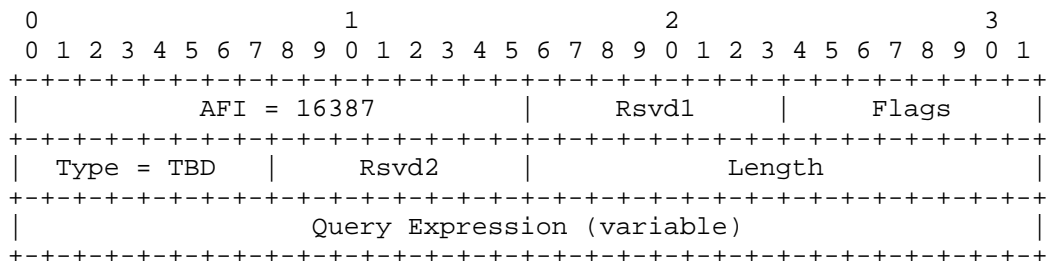 0                   1                   2                   3
 0 1 2 3 4 5 6 7 8 9 0 1 2 3 4 5 6 7 8 9 0 1 2 3 4 5 6 7 8 9 0 1
+-+-+-+-+-+-+-+-+-+-+-+-+-+-+-+-+-+-+-+-+-+-+-+-+-+-+-+-+-+-+-+-+
|           AFI = 16387         |     Rsvd1     |     Flags     |
+-+-+-+-+-+-+-+-+-+-+-+-+-+-+-+-+-+-+-+-+-+-+-+-+-+-+-+-+-+-+-+-+
|  Type = TBD   |     Rsvd2     |            Length             |
+-+-+-+-+-+-+-+-+-+-+-+-+-+-+-+-+-+-+-+-+-+-+-+-+-+-+-+-+-+-+-+-+
|                  Query Expression (variable)                  |
+-+-+-+-+-+-+-+-+-+-+-+-+-+-+-+-+-+-+-+-+-+-+-+-+-+-+-+-+-+-+-+-+